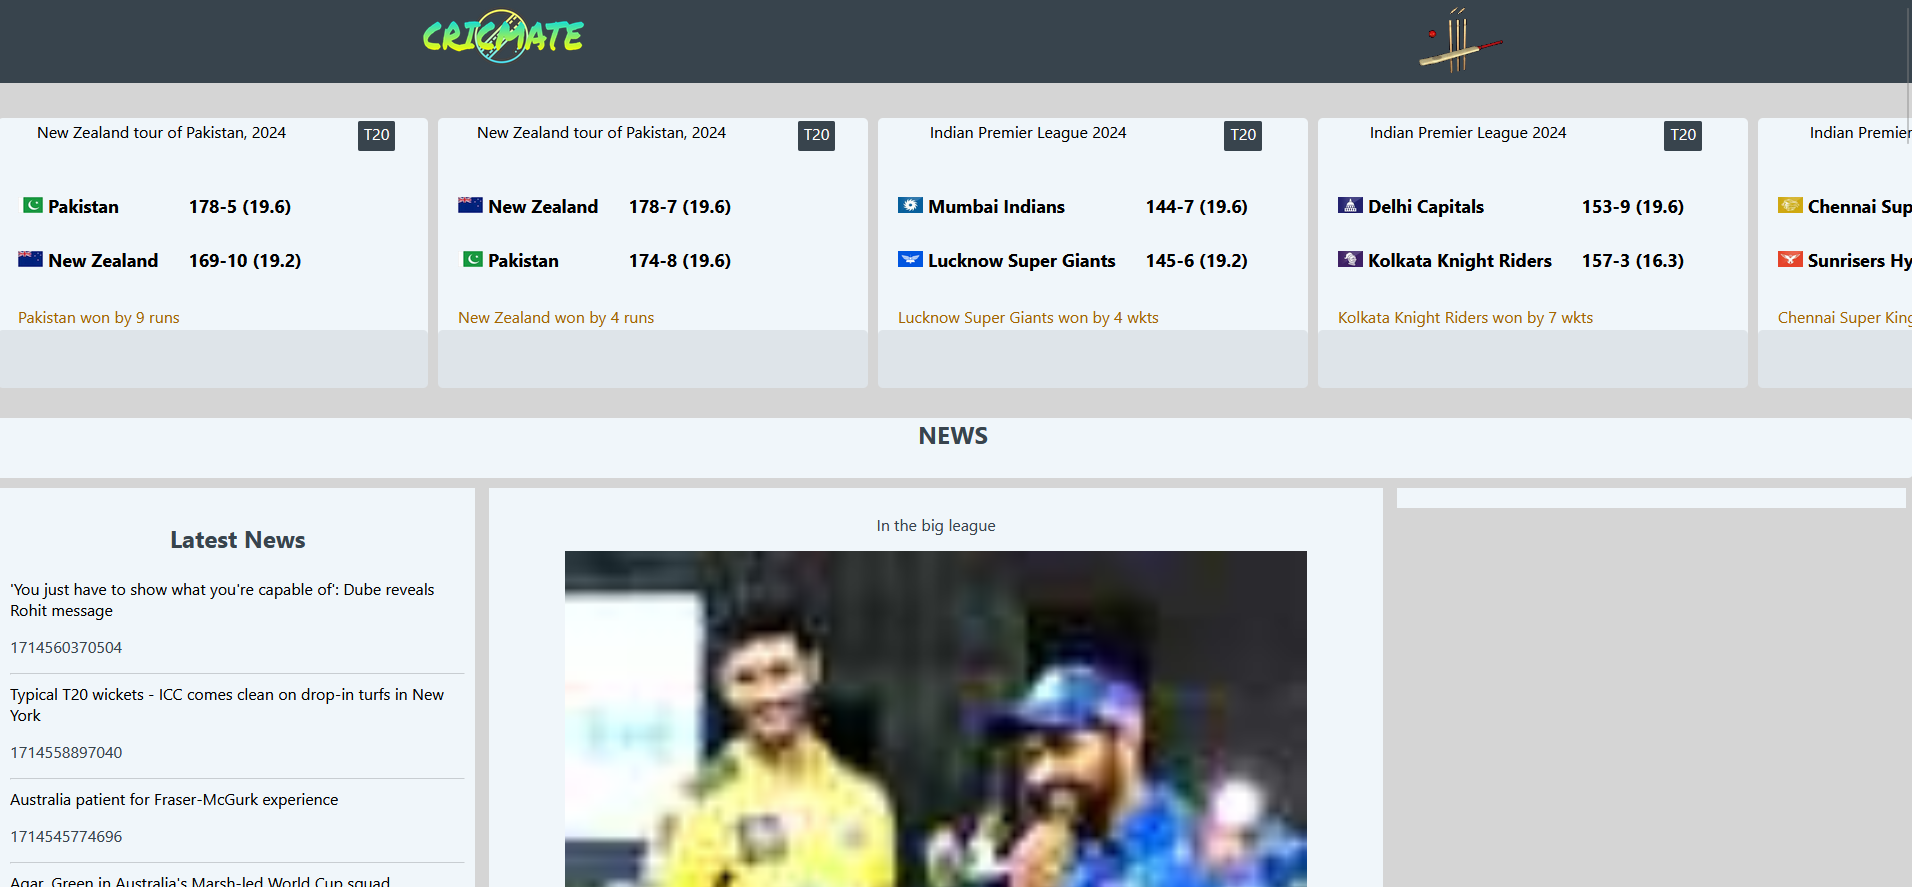 CRICMATE
New Zealand tour of Pakistan, 2024 T20
Pakistan 178-5 (19.6)
New Zealand 169-10 (19.2)
Pakistan won by 9 runs
New Zealand tour of Pakistan, 2024 T20
New Zealand 178-7 (19.6)
Pakistan 174-8 (19.6)
New Zealand won by 4 runs
Indian Premier League 2024 T20
Mumbai Indians 144-7 (19.6)
Lucknow Super Giants 145-6 (19.2)
Lucknow Super Giants won by 4 wkts
Indian Premier League 2024 T20
Delhi Capitals 153-9 (19.6)
Kolkata Knight Riders 157-3 (16.3)
Kolkata Knight Riders won by 7 wkts
Indian Premier
Chennai Sup
Sunrisers Hy
Chennai Super King
NEWS
Latest News
'You just have to show what you're capable of': Dube reveals
Rohit message
1714560370504
Typical T20 wickets - ICC comes clean on drop-in turfs in New
York
1714558897040
Australia patient for Fraser-McGurk experience
1714545774696
Agar, Green in Australia's Marsh-led World Cup squad
In the big league